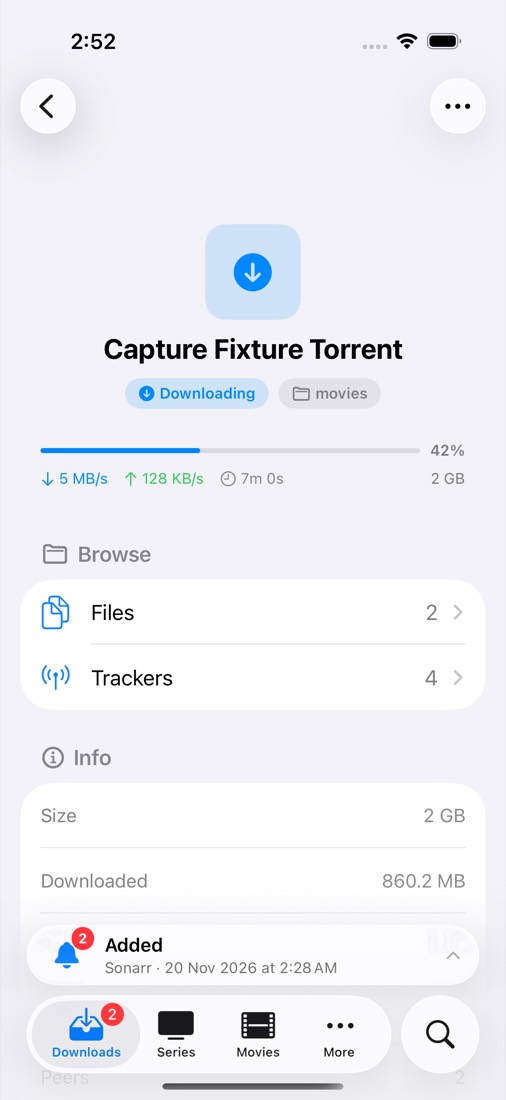 2:52
Capture Fixture Torrent
Downloading movies
42%
5 MB/s 128 KB/s 7m 0s 2 GB
Browse
Files 2
Trackers 4
Info
Size 2 GB
Downloaded 860.2 MB
2
Added
Sonarr · 20 Nov 2026 at 2:28 AM
2
Downloads Series Movies More
Peers 2